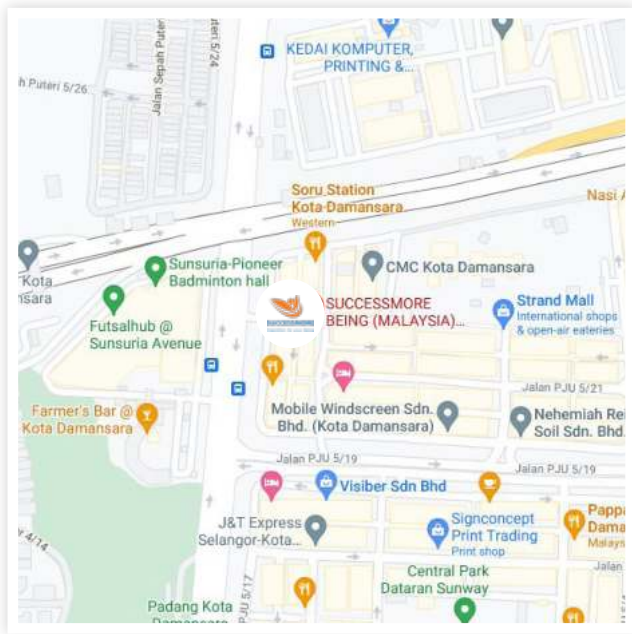 KEDAI KOMPUTER,
PRINTING &...
Jalan Sepah Puteri
Puteri 5/24
h Puteri 5/26
Soru Station
Kota Damansara
Western
Nasi
Kota
nsara
Sunsuria-Pioneer
Badminton hall
CMC Kota Damansara
SUCCESSMORE
SUCCESSMORE
BEING (MALAYSIA)...
Strand Mall
International shops
& open-air eateries
Futsalhub @
Sunsuria Avenue
Jalan PJU 5/21
Farmer's Bar @
Kota Damansara
Mobile Windscreen Sdn.
Bhd. (Kota Damansara)
Nehemiah Rei
Soil Sdn. Bhd.
Jalan PJU 5/19
Jalan PJU 5/19
Visiber Sdn Bhd
J&T Express
Selangor-Kota...
Signconcept
Print Trading
Print shop
Pappa
Dama
Malays
r 4/14
PJU 5/17
Jalan
Central Park
Dataran Sunway
Padang Kota
Damansara